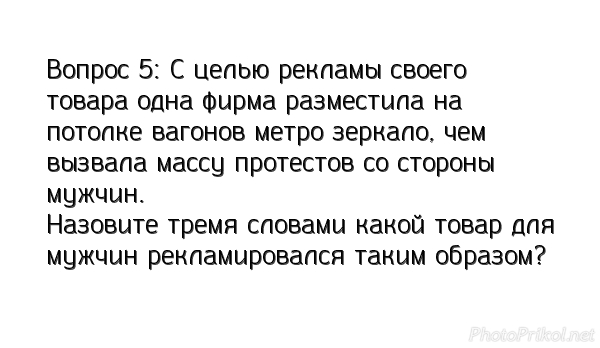 Вопрос 5: С целью рекламы своего
товара одна фирма разместила на
потолке вагонов метро зеркало, чем
вызвала массу протестов со стороны
мужчин.
Назовите тремя словами какой товар для
мужчин рекламировался таким образом?
PhotoPrikol.net